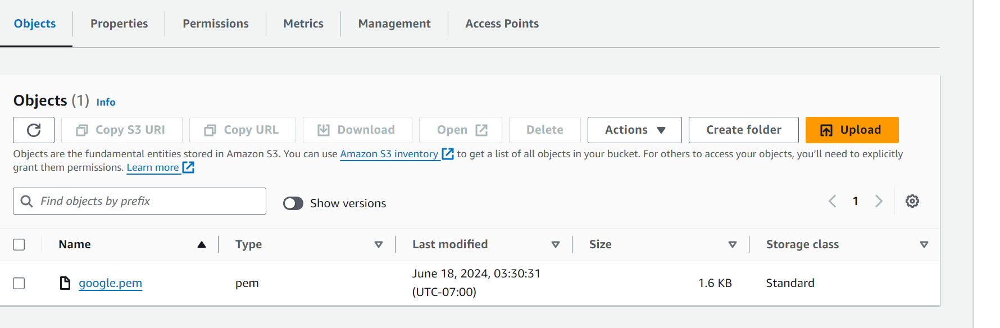 Objects Properties Permissions Metrics Management Access Points
Objects (1) Info
Copy S3 URI Copy URL Download Open Delete Actions Create folder Upload
Objects are the fundamental entities stored in Amazon S3. You can use Amazon S3 inventory to get a list of all objects in your bucket. For others to access your objects, you’ll need to explicitly
grant them permissions. Learn more
Find objects by prefix Show versions 1
Name Type Last modified Size Storage class
google.pem pem June 18, 2024, 03:30:31 1.6 KB Standard
(UTC-07:00)